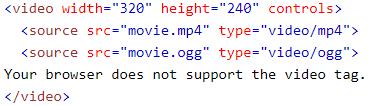 <video width="320" height="240" controls>
  <source src="movie.mp4" type="video/mp4">
  <source src="movie.ogg" type="video/ogg">
Your browser does not support the video tag.
</video>